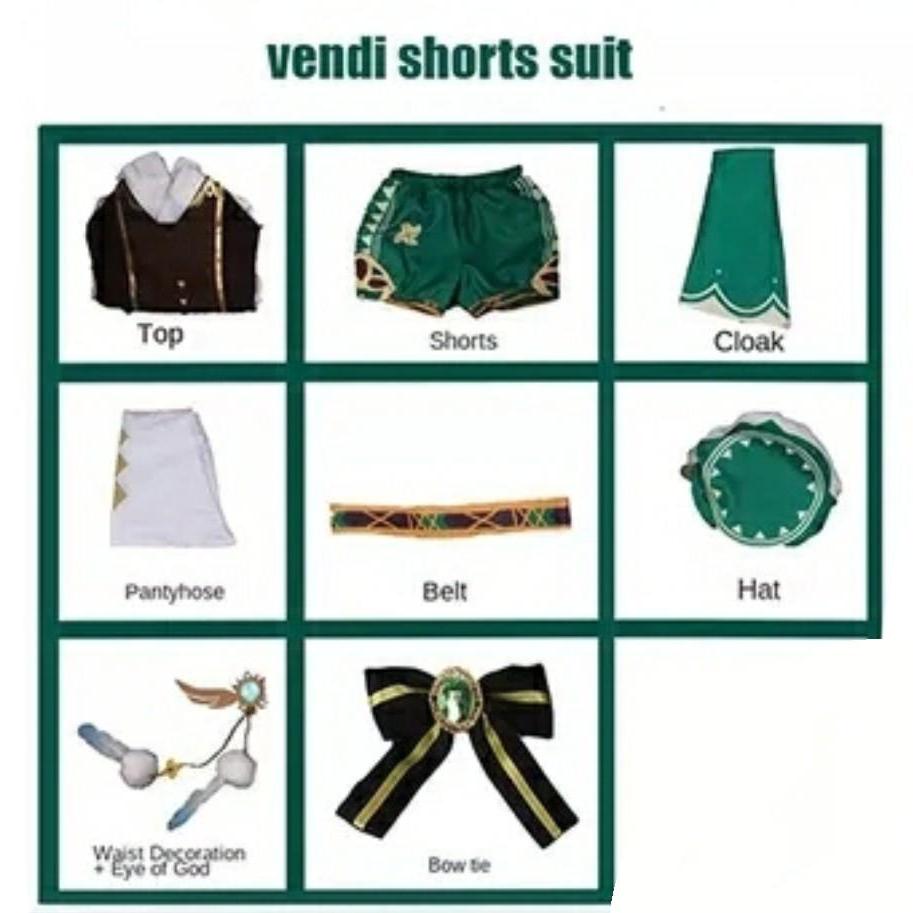 vendi shorts suit
Top
Shorts
Cloak
Pantyhose
Belt
Hat
Waist Decoration
+ Eye of God
Bow tie